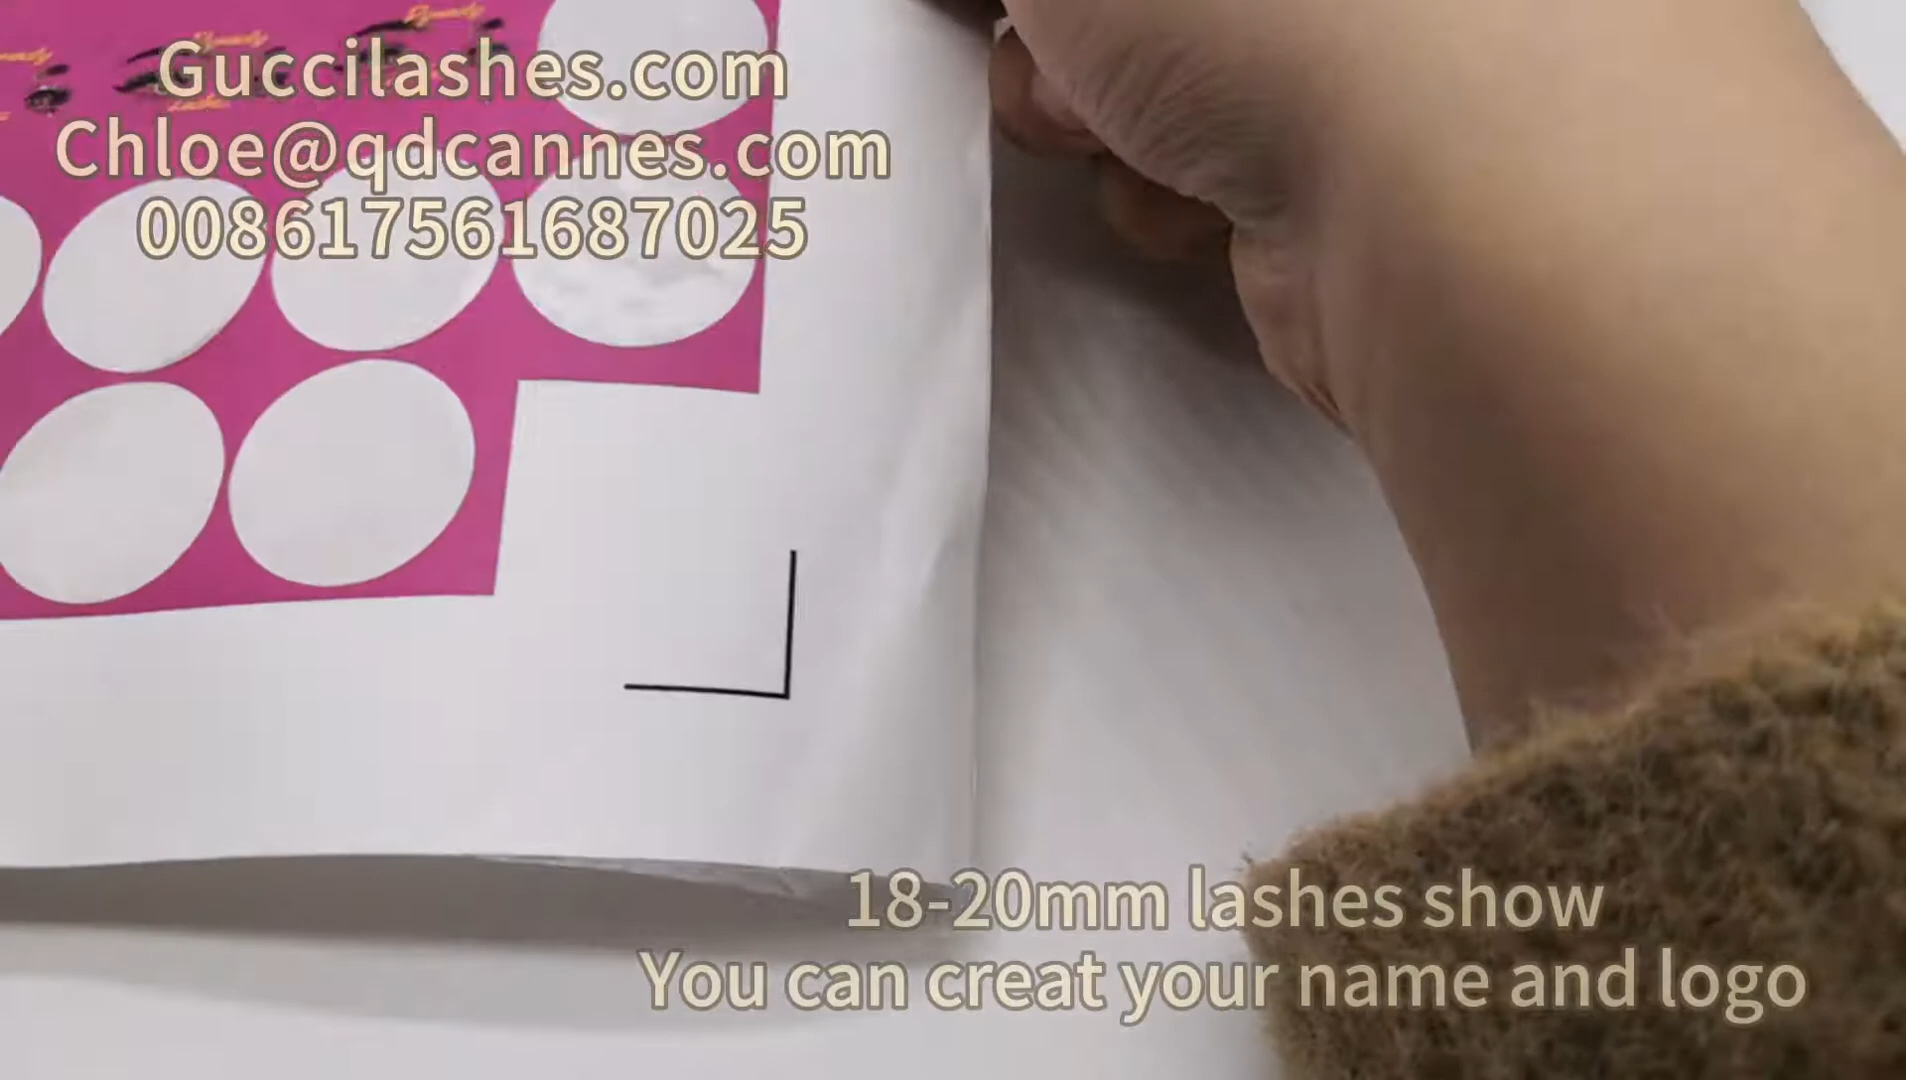 Guccilashes.com
Chloe@qdcannes.com
008617561687025
18-20mm lashes show
You can creat your name and logo